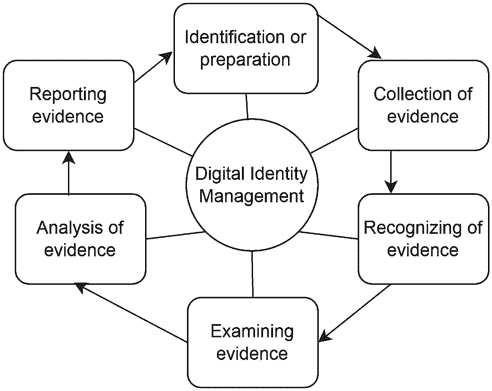 Identification or
preparation
Reporting
evidence
Collection of
evidence
Digital Identity
Management
Analysis of
evidence
Recognizing of
evidence
Examining
evidence